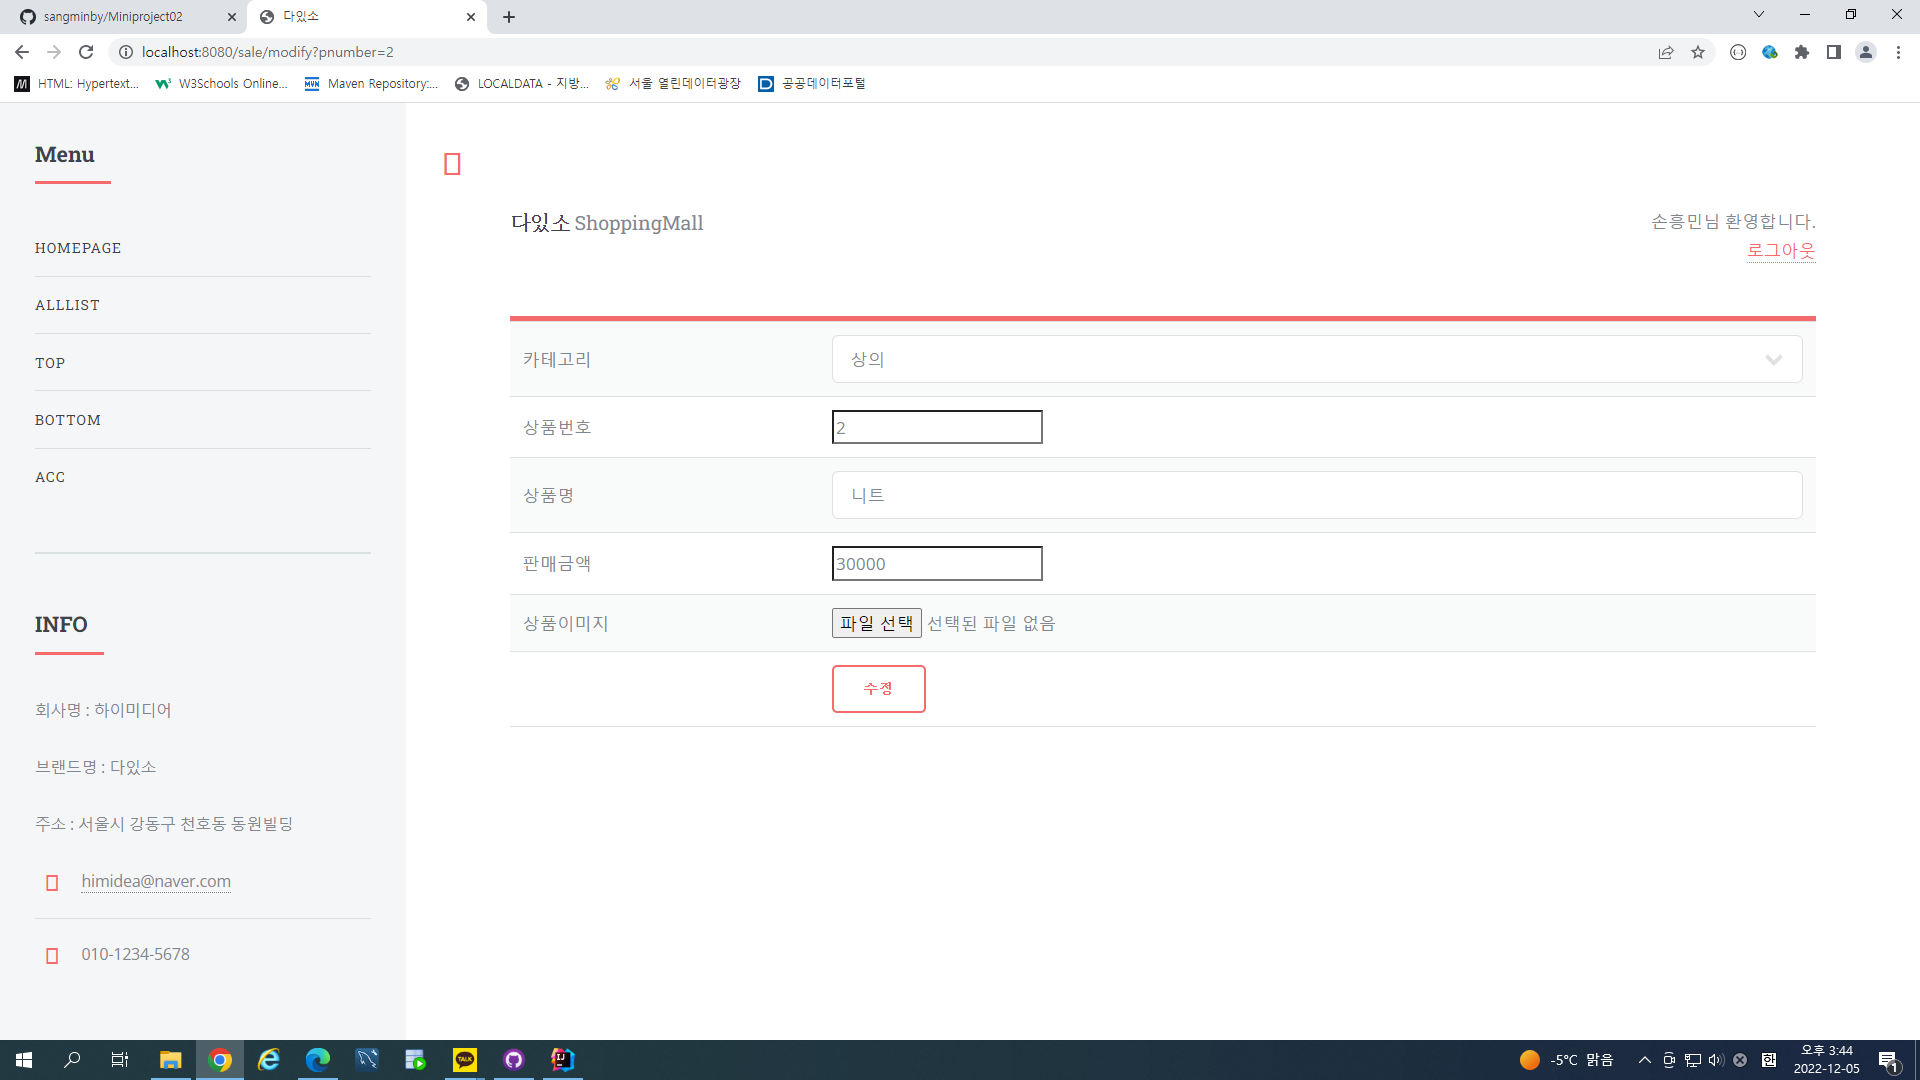 sangminby/Miniproject02
다있소
localhost:8080/sale/modify?pnumber=2
HTML: Hypertext...
W3Schools Online...
Maven Repository:...
LOCALDATA - 지방...
서울 열린데이터광장
공공데이터포털
Menu
HOMEPAGE
ALLLIST
TOP
BOTTOM
ACC
INFO
회사명 : 하이미디어
브랜드명 : 다있소
주소 : 서울시 강동구 천호동 동원빌딩
himidea@naver.com
010-1234-5678
다있소 ShoppingMall
손흥민님 환영합니다.
로그아웃
카테고리 상의
상품번호 2
상품명 니트
판매금액 30000
상품이미지 파일 선택 선택된 파일 없음
수정
-5°C 맑음
한
오후 3:44
2022-12-05
1
TALK
IJ